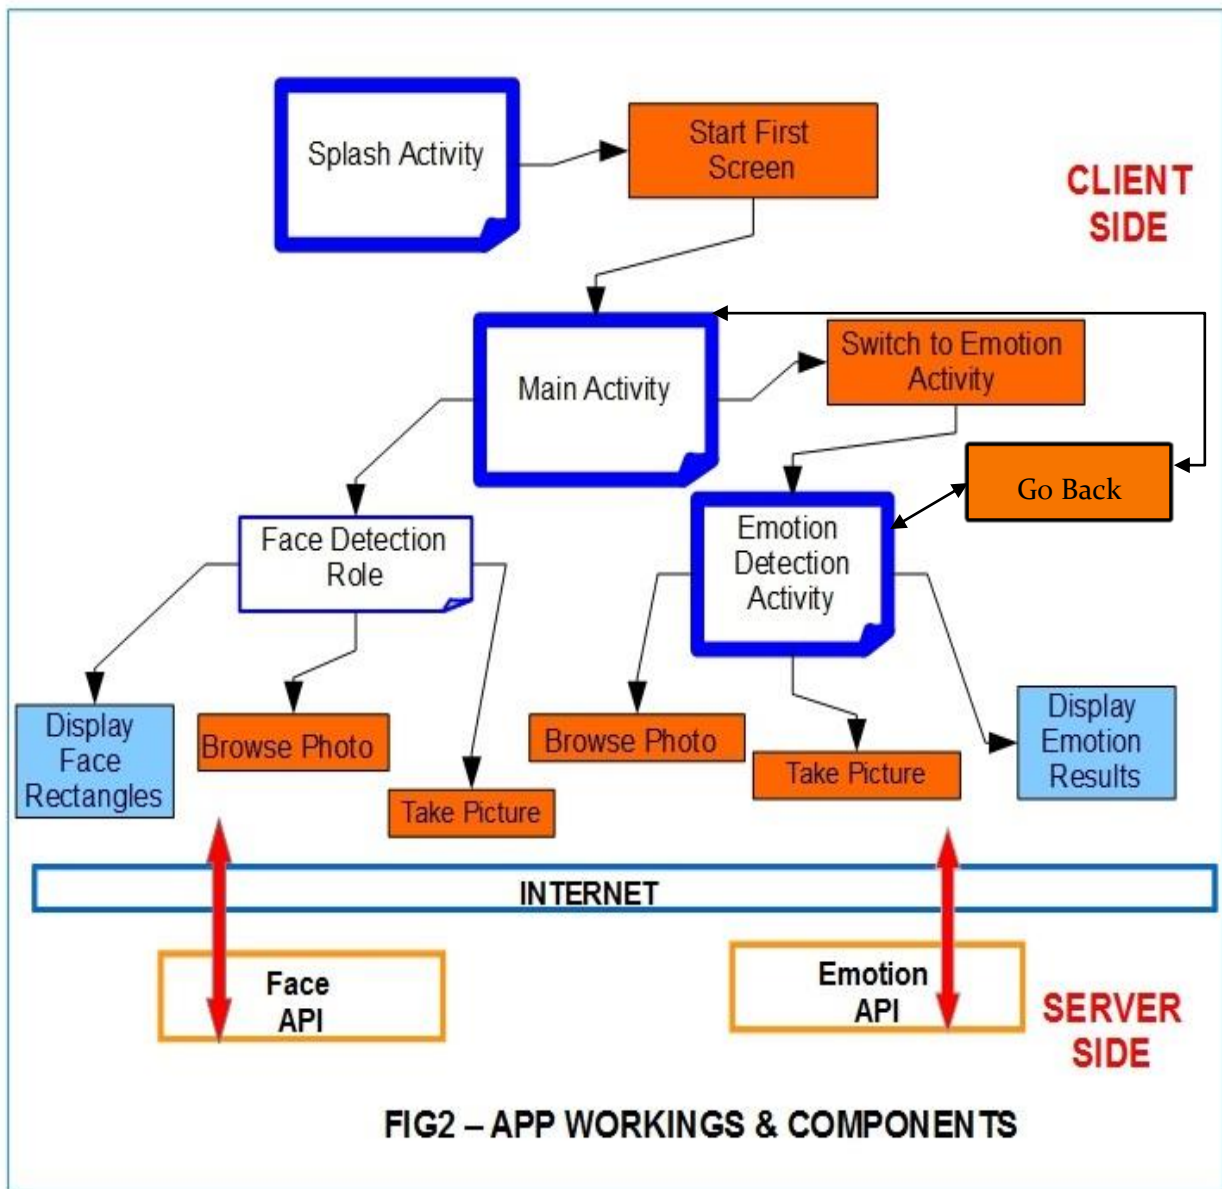 Splash Activity
Start First
Screen
CLIENT
SIDE
Main Activity
Switch to Emotion
Activity
Go Back
Face Detection
Role
Emotion
Detection
Activity
Display
Face
Rectangles
Browse Photo
Take Picture
Browse Photo
Take Picture
Display
Emotion
Results
INTERNET
Face
API
Emotion
API
SERVER
SIDE
FIG2 – APP WORKINGS & COMPONENTS